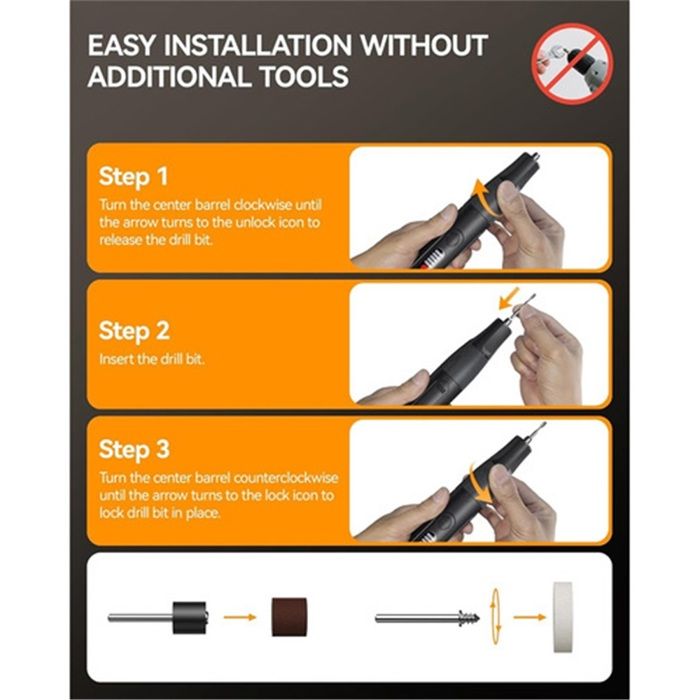 EASY INSTALLATION WITHOUT
ADDITIONAL TOOLS
Step 1
Turn the center barrel clockwise until
the arrow turns to the unlock icon to
release the drill bit.
Step 2
Insert the drill bit.
Step 3
Turn the center barrel counterclockwise
until the arrow turns to the lock icon to
lock drill bit in place.